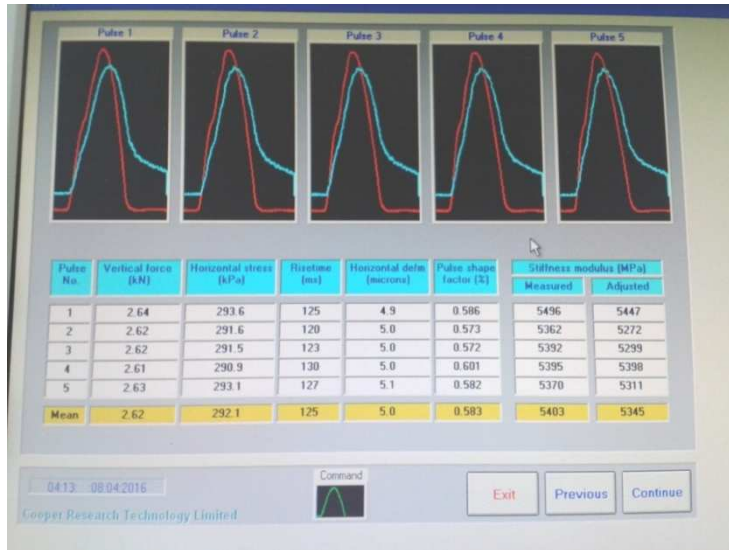 Pulse 1 Pulse 2 Pulse 3 Pulse 4 Pulse 5
Pulse No. Vertical force (kN) Horizontal stress (kPa) Risetime (ms) Horizontal defm (microns) Pulse shape factor (%) Stiffness modulus (MPa)
Measured Adjusted
1 2.64 293.6 125 4.9 0.586 5496 5447
2 2.62 291.6 120 5.0 0.573 5362 5272
3 2.62 291.5 123 5.0 0.572 5392 5299
4 2.61 290.9 130 5.0 0.601 5395 5398
5 2.63 293.1 127 5.1 0.582 5370 5311
Mean 2.62 292.1 125 5.0 0.583 5403 5345
Command
04:13: 08.04.2016
Exit Previous Continue
Cooper Research Technology Limited